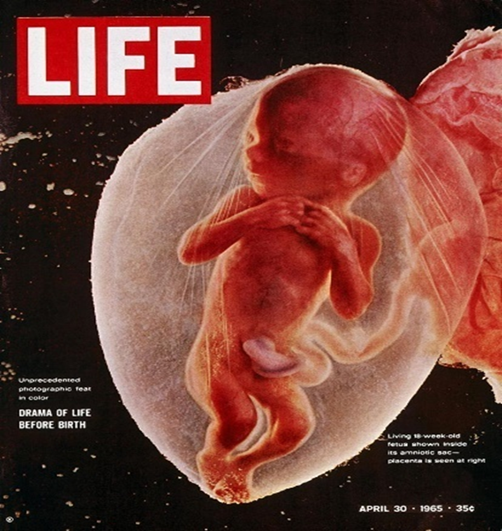 LIFE
Unprecedented
photographic feat
in color
DRAMA OF LIFE
BEFORE BIRTH
Living 18-week-old
fetus shown inside
its amniotic sac—
placenta is seen at right
APRIL 30 · 1965 · 35¢